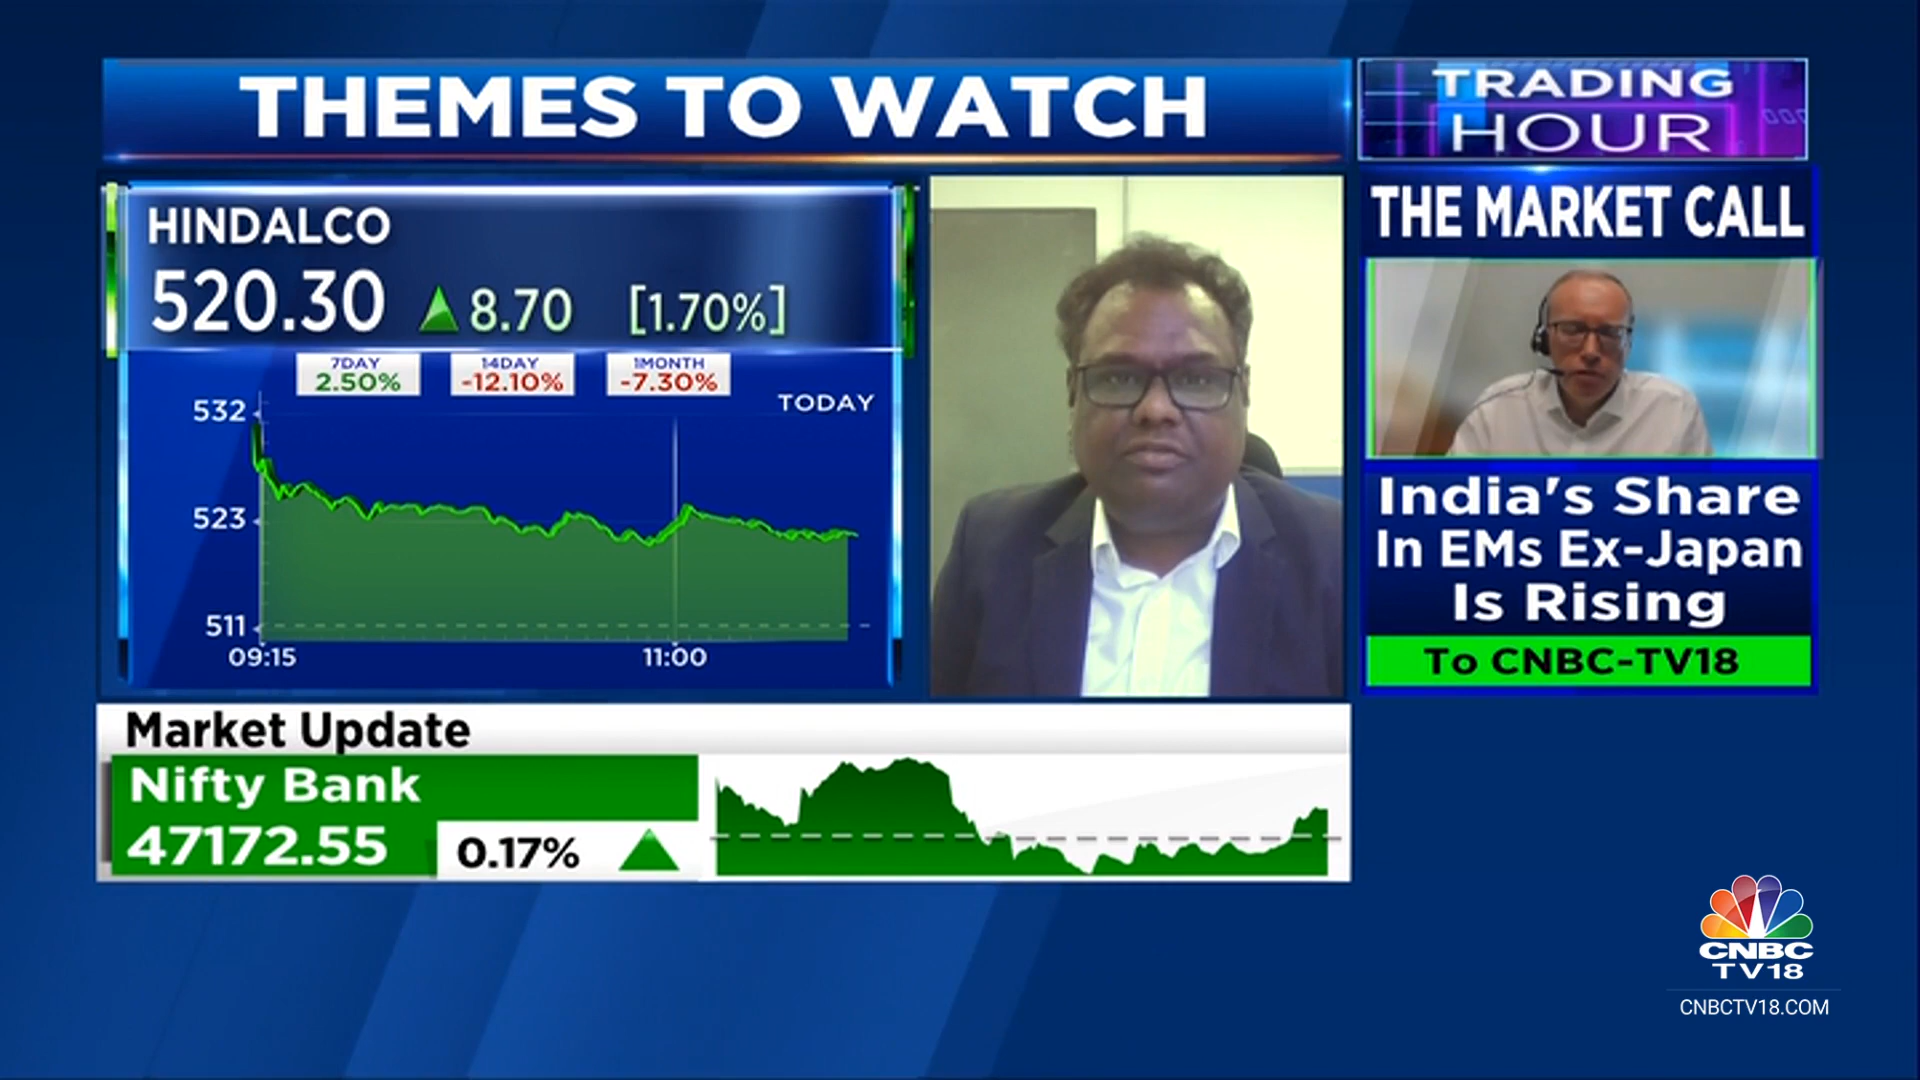 THEMES TO WATCH
TRADING
HOUR
HINDALCO
520.30 ▲ 8.70 [1.70%]
7DAY
2.50%
14DAY
-12.10%
1MONTH
-7.30%
TODAY
532
523
511
09:15
11:00
THE MARKET CALL
India's Share
In EMs Ex-Japan
Is Rising
To CNBC-TV18
Market Update
Nifty Bank
47172.55
0.17%
CNBC
TV18
CNBCTV18.COM